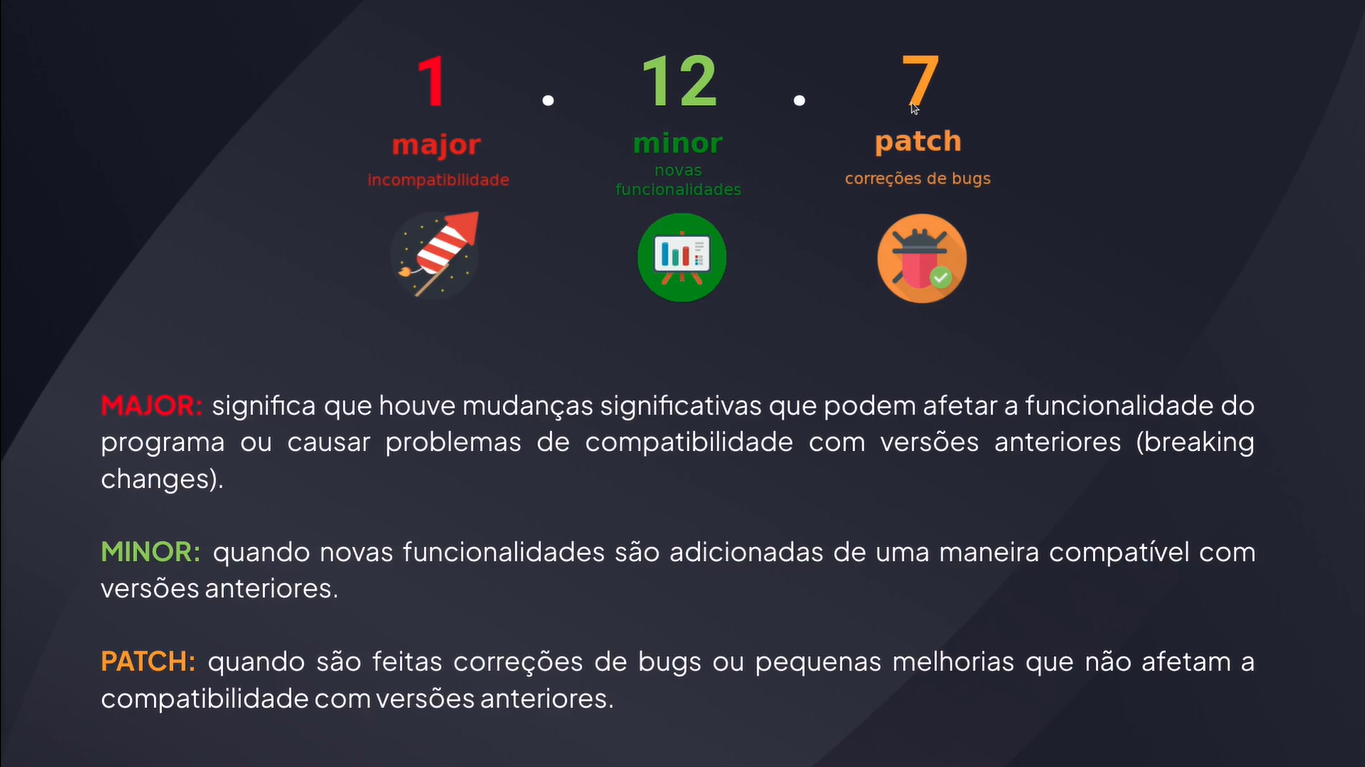 1 . 12 . 7
major minor patch
incompatibilidade novas funcionalidades correções de bugs
MAJOR: significa que houve mudanças significativas que podem afetar a funcionalidade do
programa ou causar problemas de compatibilidade com versões anteriores (breaking
changes).
MINOR: quando novas funcionalidades são adicionadas de uma maneira compatível com
versões anteriores.
PATCH: quando são feitas correções de bugs ou pequenas melhorias que não afetam a
compatibilidade com versões anteriores.